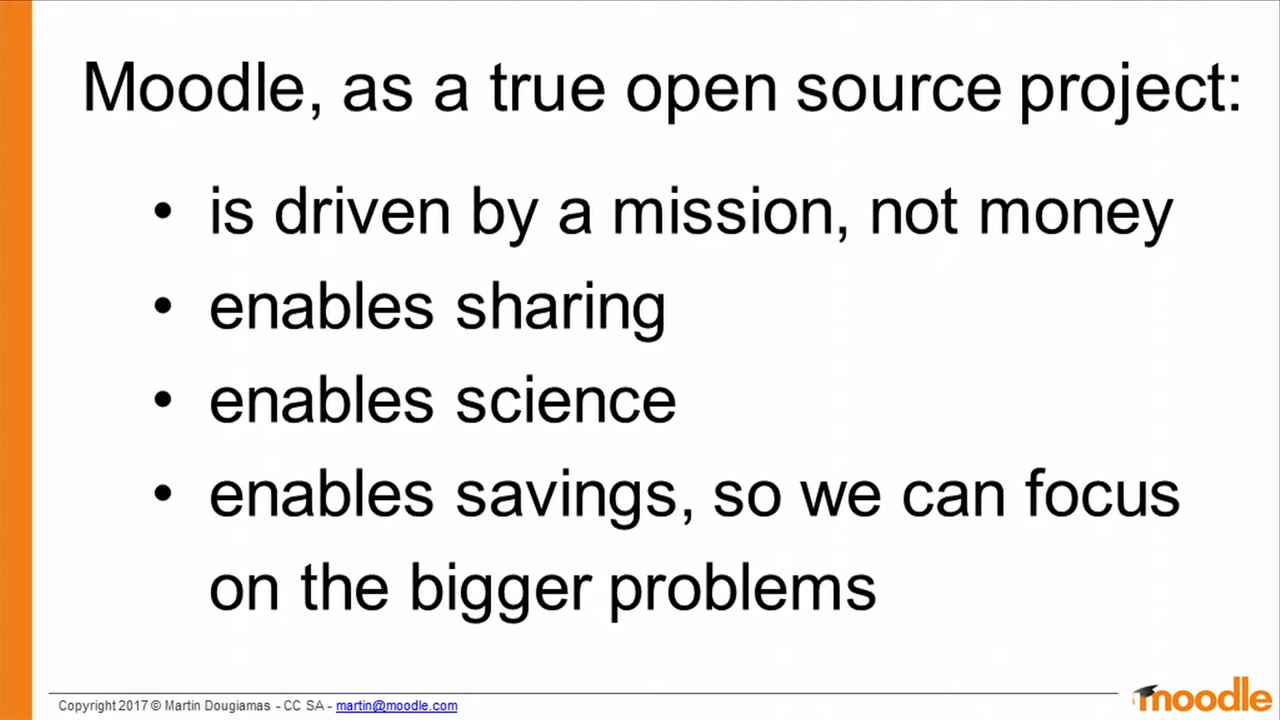 Moodle, as a true open source project:
• is driven by a mission, not money
• enables sharing
• enables science
• enables savings, so we can focus
on the bigger problems
Copyright 2017 © Martin Dougiamas - CC SA - martin@moodle.com
moodle